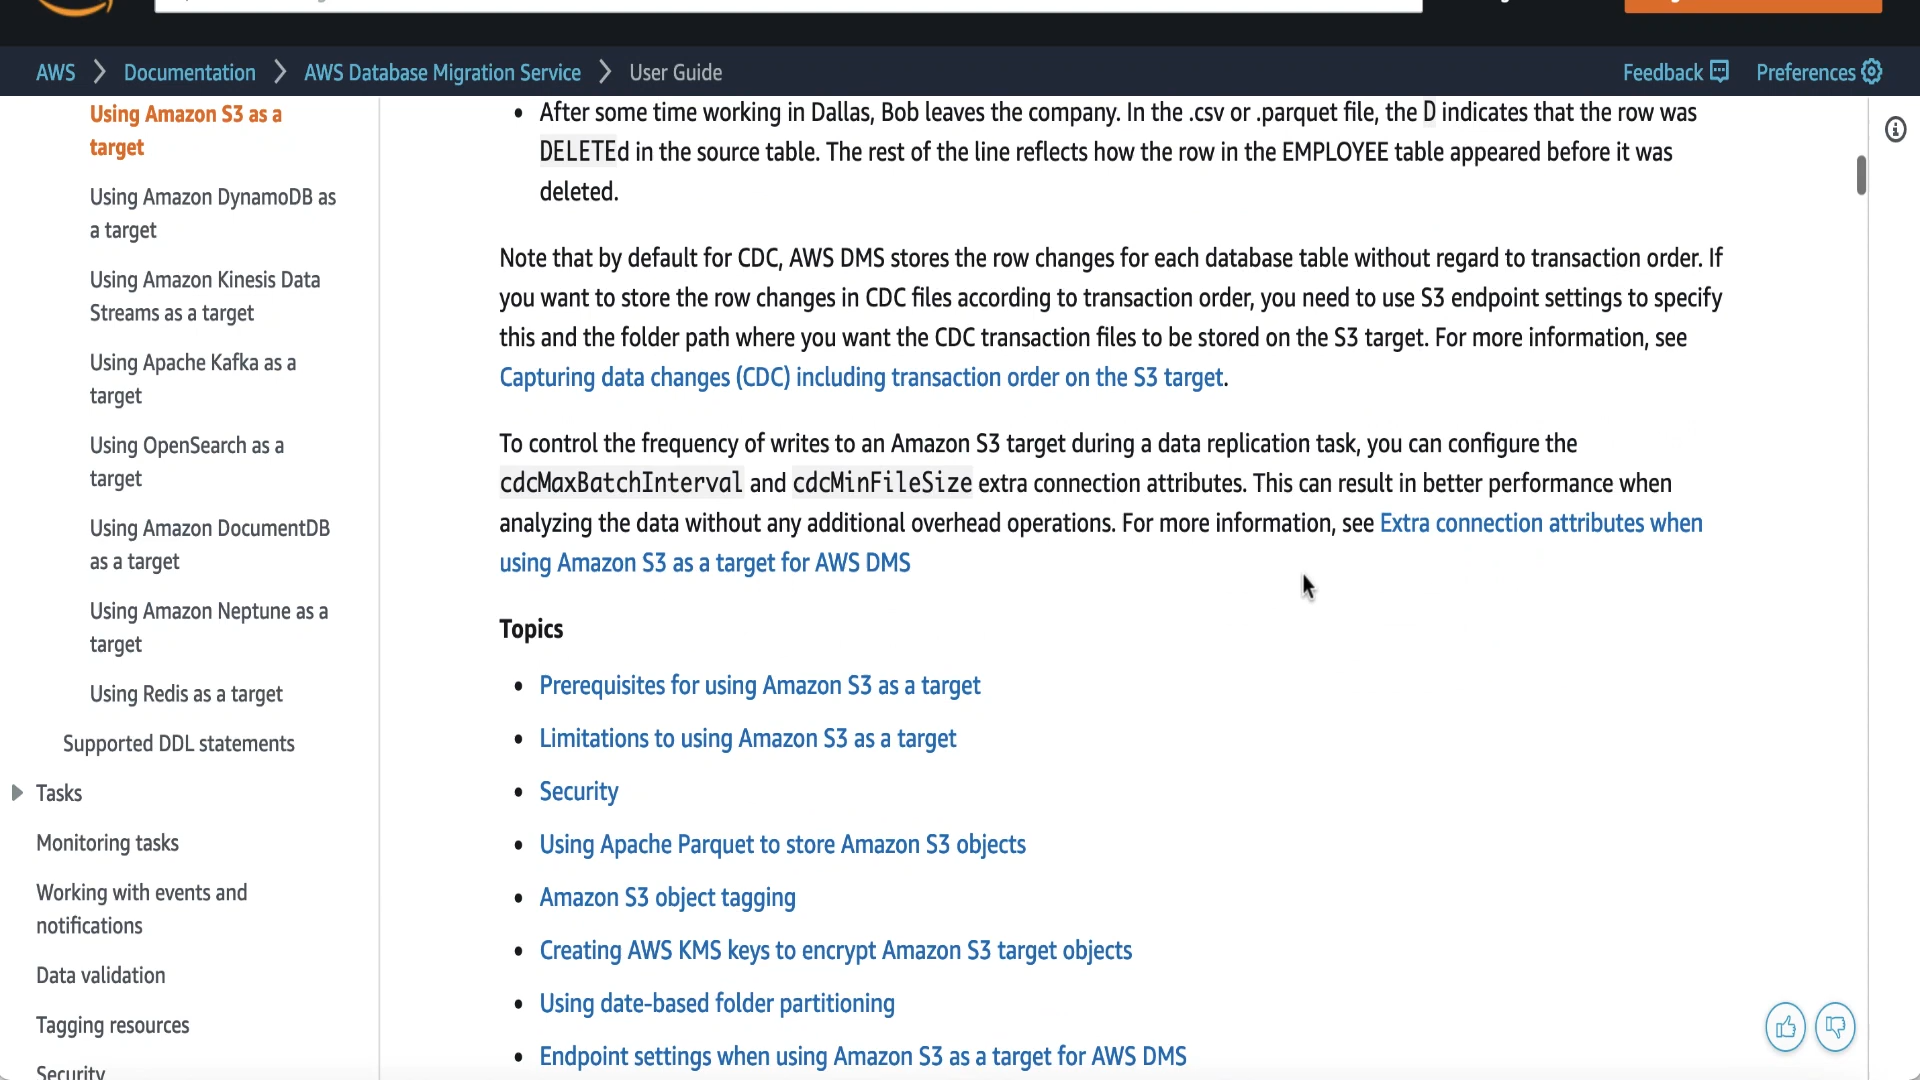 AWS > Documentation > AWS Database Migration Service > User Guide
Feedback Preferences
Using Amazon S3 as a
target
Using Amazon DynamoDB as
a target
Using Amazon Kinesis Data
Streams as a target
Using Apache Kafka as a
target
Using OpenSearch as a
target
Using Amazon DocumentDB
as a target
Using Amazon Neptune as a
target
Using Redis as a target
Supported DDL statements
Tasks
Monitoring tasks
Working with events and
notifications
Data validation
Tagging resources
Security
• After some time working in Dallas, Bob leaves the company. In the .csv or .parquet file, the D indicates that the row was
DELETEd in the source table. The rest of the line reflects how the row in the EMPLOYEE table appeared before it was
deleted.
Note that by default for CDC, AWS DMS stores the row changes for each database table without regard to transaction order. If
you want to store the row changes in CDC files according to transaction order, you need to use S3 endpoint settings to specify
this and the folder path where you want the CDC transaction files to be stored on the S3 target. For more information, see
Capturing data changes (CDC) including transaction order on the S3 target.
To control the frequency of writes to an Amazon S3 target during a data replication task, you can configure the
cdcMaxBatchInterval and cdcMinFileSize extra connection attributes. This can result in better performance when
analyzing the data without any additional overhead operations. For more information, see Extra connection attributes when
using Amazon S3 as a target for AWS DMS
Topics
• Prerequisites for using Amazon S3 as a target
• Limitations to using Amazon S3 as a target
• Security
• Using Apache Parquet to store Amazon S3 objects
• Amazon S3 object tagging
• Creating AWS KMS keys to encrypt Amazon S3 target objects
• Using date-based folder partitioning
• Endpoint settings when using Amazon S3 as a target for AWS DMS